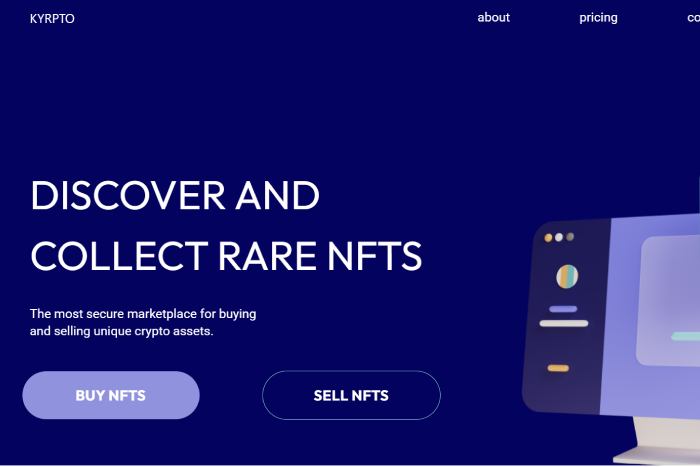 KYRPTO
about
pricing
co
DISCOVER AND
COLLECT RARE NFTS
The most secure marketplace for buying
and selling unique crypto assets.
BUY NFTS
SELL NFTS